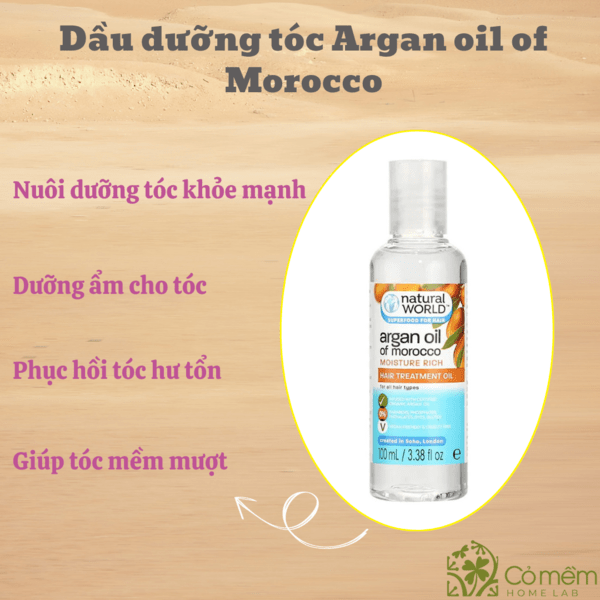 Dầu dưỡng tóc Argan oil of
Morocco
Nuôi dưỡng tóc khỏe mạnh
Dưỡng ẩm cho tóc
Phục hồi tóc hư tổn
Giúp tóc mềm mượt
natural
WORLD
SUPERFOOD FOR HAIR
argan oil
of morocco
MOISTURE RICH
HAIR TREATMENT OIL
for all hair types
0%
V
created in Soho, London
100 mL / 3.38 fl oz e
Cỏ mềm
HOME LAB